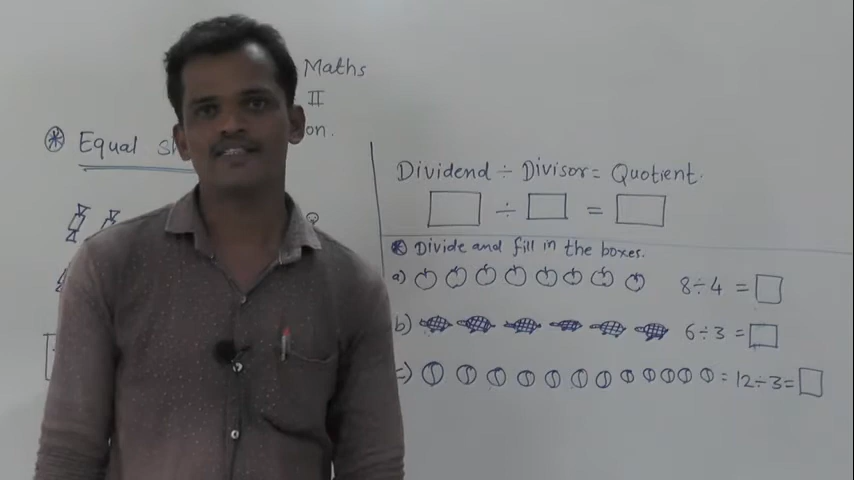 Maths
II
Equal
on.
Dividend ÷ Divisor = Quotient.
÷ =
Divide and fill in the boxes.
a) 8÷4 =
b) 6÷3 =
c) = 12÷3=